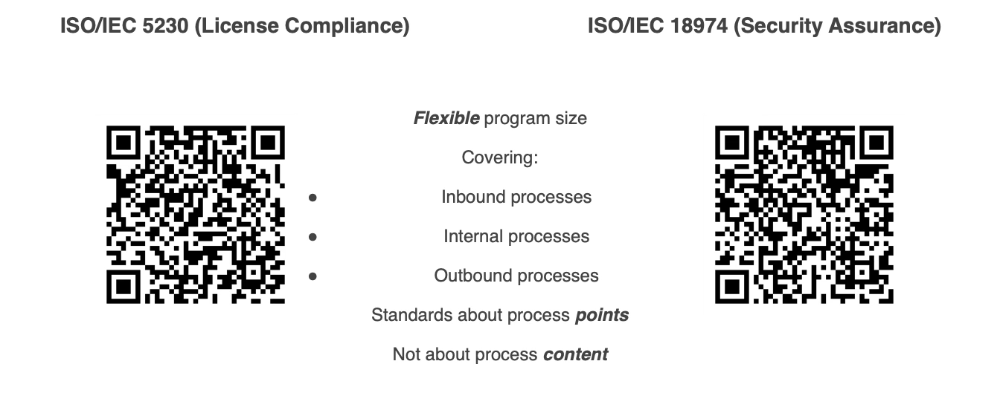 ISO/IEC 5230 (License Compliance)
ISO/IEC 18974 (Security Assurance)
Flexible program size
Covering:
• Inbound processes
• Internal processes
• Outbound processes
Standards about process points
Not about process content